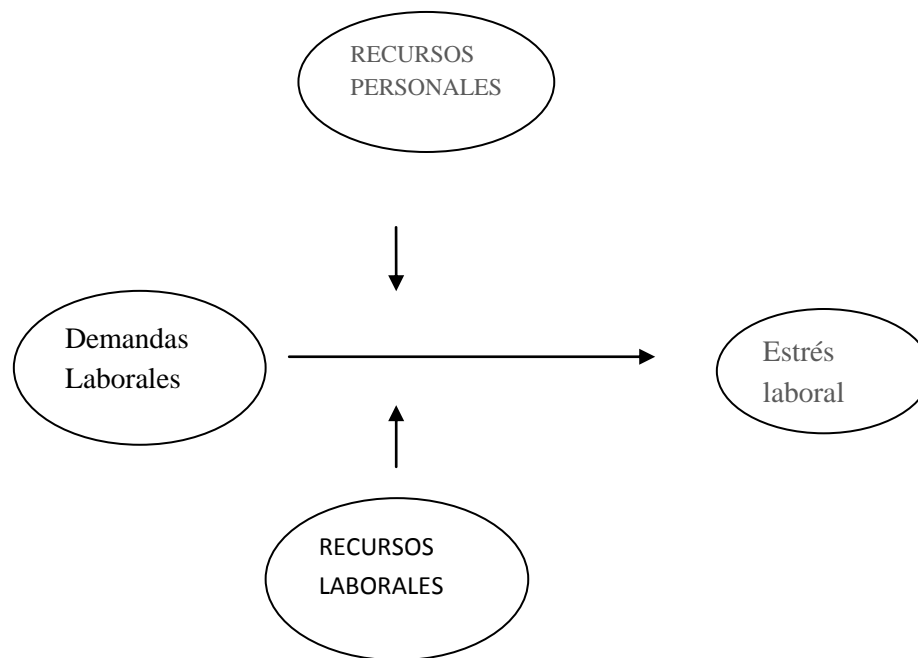 RECURSOS
PERSONALES
Demandas
Laborales
Estrés
laboral
RECURSOS
LABORALES